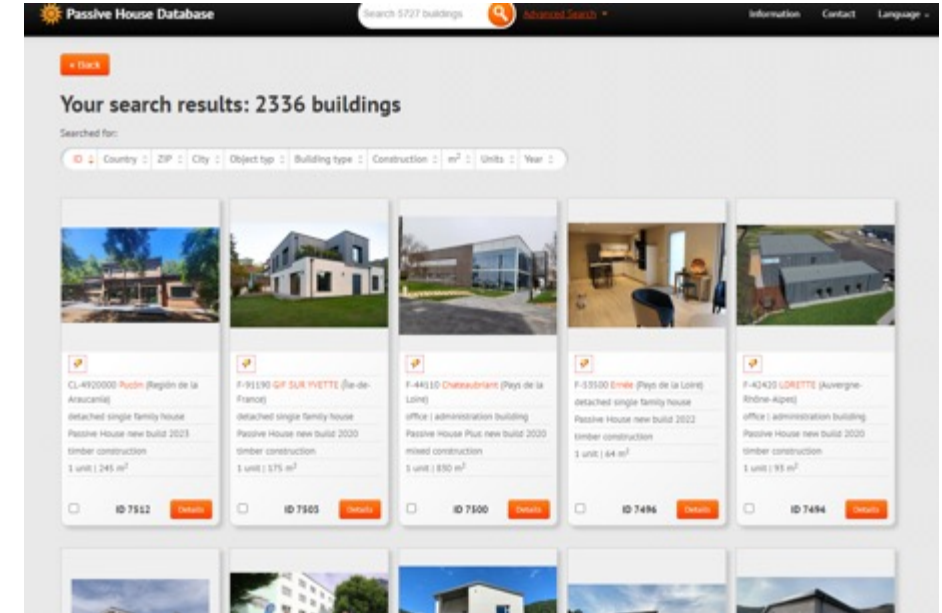 Passive House Database
Search 5727 buildings
Advanced Search
Information Contact Language
« Back
Your search results: 2336 buildings
Searched for:
ID Country ZIP City Object typ Building type Construction m² Units Year
CL-4920000 Pucón (Región de la Araucanía)
detached single family house
Passive House new build 2023
timber construction
1 unit | 245 m²
ID 7512 Details
F-91190 GIF SUR YVETTE (Île-de-France)
detached single family house
Passive House new build 2020
timber construction
1 unit | 175 m²
ID 7503 Details
F-44110 Chateaubriant (Pays de la Loire)
office | administration building
Passive House Plus new build 2020
mixed construction
1 unit | 830 m²
ID 7500 Details
F-53500 Ernée (Pays de la Loire)
detached single family house
Passive House new build 2022
timber construction
1 unit | 64 m²
ID 7496 Details
F-42420 LORETTE (Auvergne-Rhône-Alpes)
office | administration building
Passive House new build 2020
timber construction
1 unit | 93 m²
ID 7494 Details